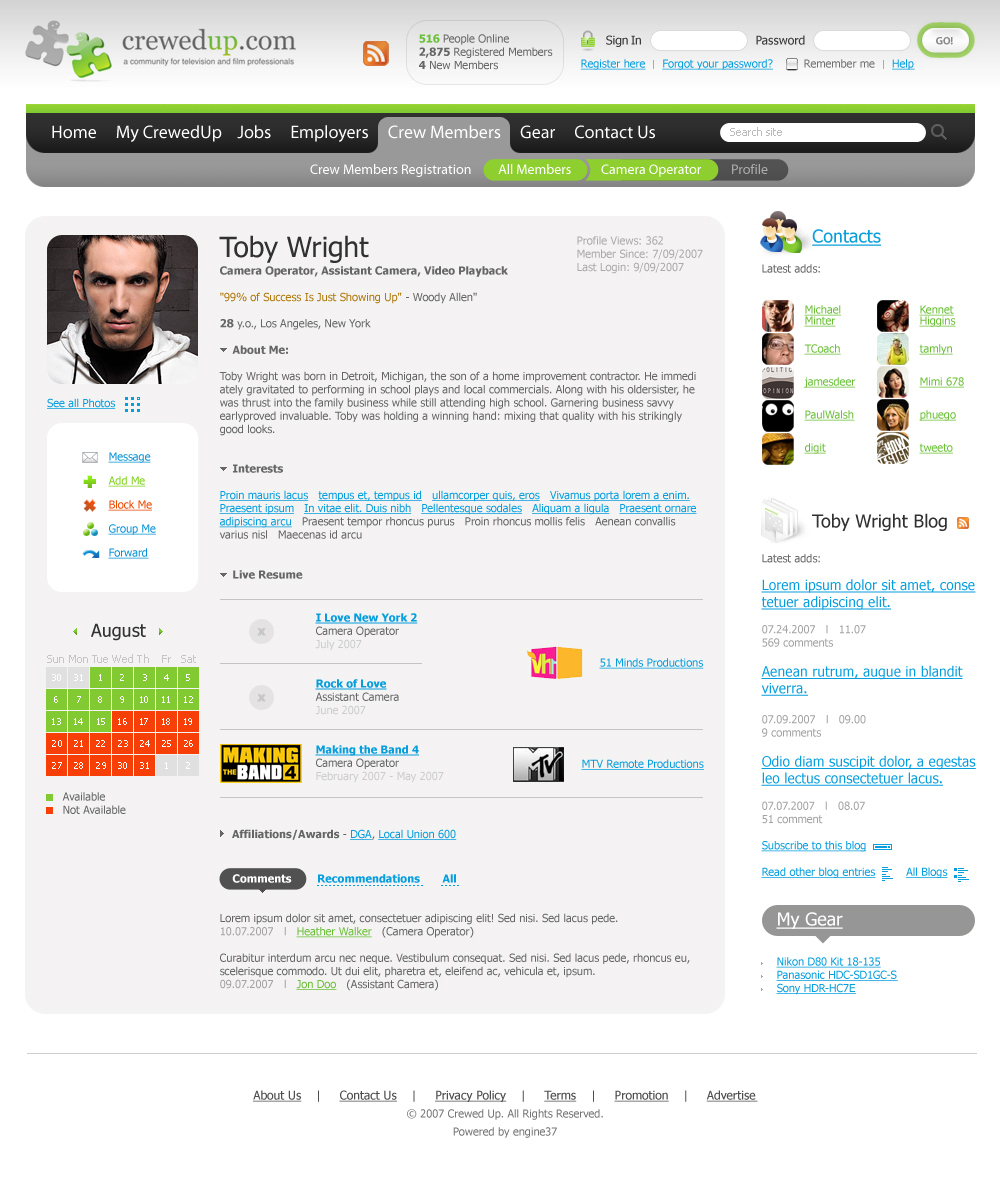 crewedup.com
a community for television and film professionals
516 People Online
2,875 Registered Members
4 New Members
Sign In
Password
GO!
Register here | Forgot your password?
Remember me | Help
Home My CrewedUp Jobs Employers Crew Members Gear Contact Us
Search site
Crew Members Registration All Members Camera Operator Profile
Toby Wright
Camera Operator, Assistant Camera, Video Playback
Profile Views: 362
Member Since: 7/09/2007
Last Login: 9/09/2007
"99% of Success Is Just Showing Up" - Woody Allen"
28 y.o., Los Angeles, New York
About Me:
Toby Wright was born in Detroit, Michigan, the son of a home improvement contractor. He immedi
ately gravitated to performing in school plays and local commercials. Along with his oldersister, he
was thrust into the family business while still attending high school. Garnering business savvy
earlyproved invaluable. Toby was holding a winning hand: mixing that quality with his strikingly
good looks.
See all Photos
Message
Add Me
Block Me
Group Me
Forward
Interests
Proin mauris lacus tempus et, tempus id ullamcorper quis, eros Vivamus porta lorem a enim.
Praesent ipsum In vitae elit. Duis nibh Pellentesque sodales Aliquam a ligula Praesent ornare
adipiscing arcu Praesent tempor rhoncus purus Proin rhoncus mollis felis Aenean convallis
varius nisl Maecenas id arcu
August
Sun Mon Tue Wed Th Fr Sat
30 31 1 2 3 4 5
6 7 8 9 10 11 12
13 14 15 16 17 18 19
20 21 22 23 24 25 26
27 28 29 30 31 1 2
Available
Not Available
Live Resume
I Love New York 2
Camera Operator
July 2007
Vh1
51 Minds Productions
Rock of Love
Assistant Camera
June 2007
MAKING
THE BAND 4
Making the Band 4
Camera Operator
February 2007 - May 2007
MTV
MTV Remote Productions
Affiliations/Awards - DGA, Local Union 600
Comments Recommendations All
Lorem ipsum dolor sit amet, consectetuer adipiscing elit! Sed nisi. Sed lacus pede.
10.07.2007 I Heather Walker (Camera Operator)
Curabitur interdum arcu nec neque. Vestibulum consequat. Sed nisi. Sed lacus pede, rhoncus eu,
scelerisque commodo. Ut dui elit, pharetra et, eleifend ac, vehicula et, ipsum.
09.07.2007 I Jon Doo (Assistant Camera)
Contacts
Latest adds:
Michael
Minter
Kennet
Higgins
TCoach
tamlyn
OPINION
jamesdeer
Mimi 678
PaulWalsh
phuego
digit
HOW
DESIGN
tweeto
Toby Wright Blog
Latest adds:
Lorem ipsum dolor sit amet, conse
tetuer adipiscing elit.
07.24.2007 I 11.07
569 comments
Aenean rutrum, auque in blandit
viverra.
07.09.2007 I 09.00
9 comments
Odio diam suscipit dolor, a egestas
leo lectus consectetuer lacus.
07.07.2007 I 08.07
51 comment
Subscribe to this blog
Read other blog entries All Blogs
My Gear
Nikon D80 Kit 18-135
Panasonic HDC-SD1GC-S
Sony HDR-HC7E
About Us | Contact Us | Privacy Policy | Terms | Promotion | Advertise
© 2007 Crewed Up. All Rights Reserved.
Powered by engine37